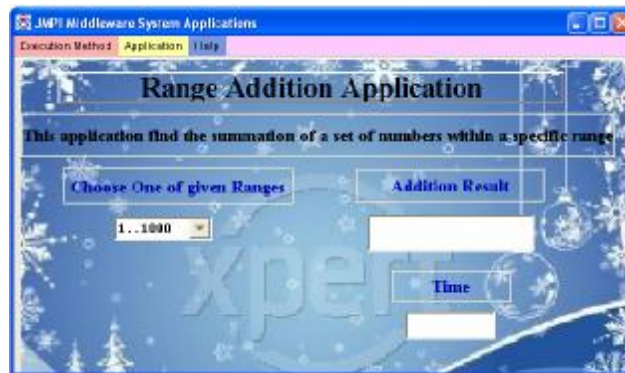 JMPI Middleware System Applications
Execution Method Application Help
Range Addition Application
This application find the summation of a set of numbers within a specific range
Choose One of given Ranges
Addition Result
1..1000
xpert
Time